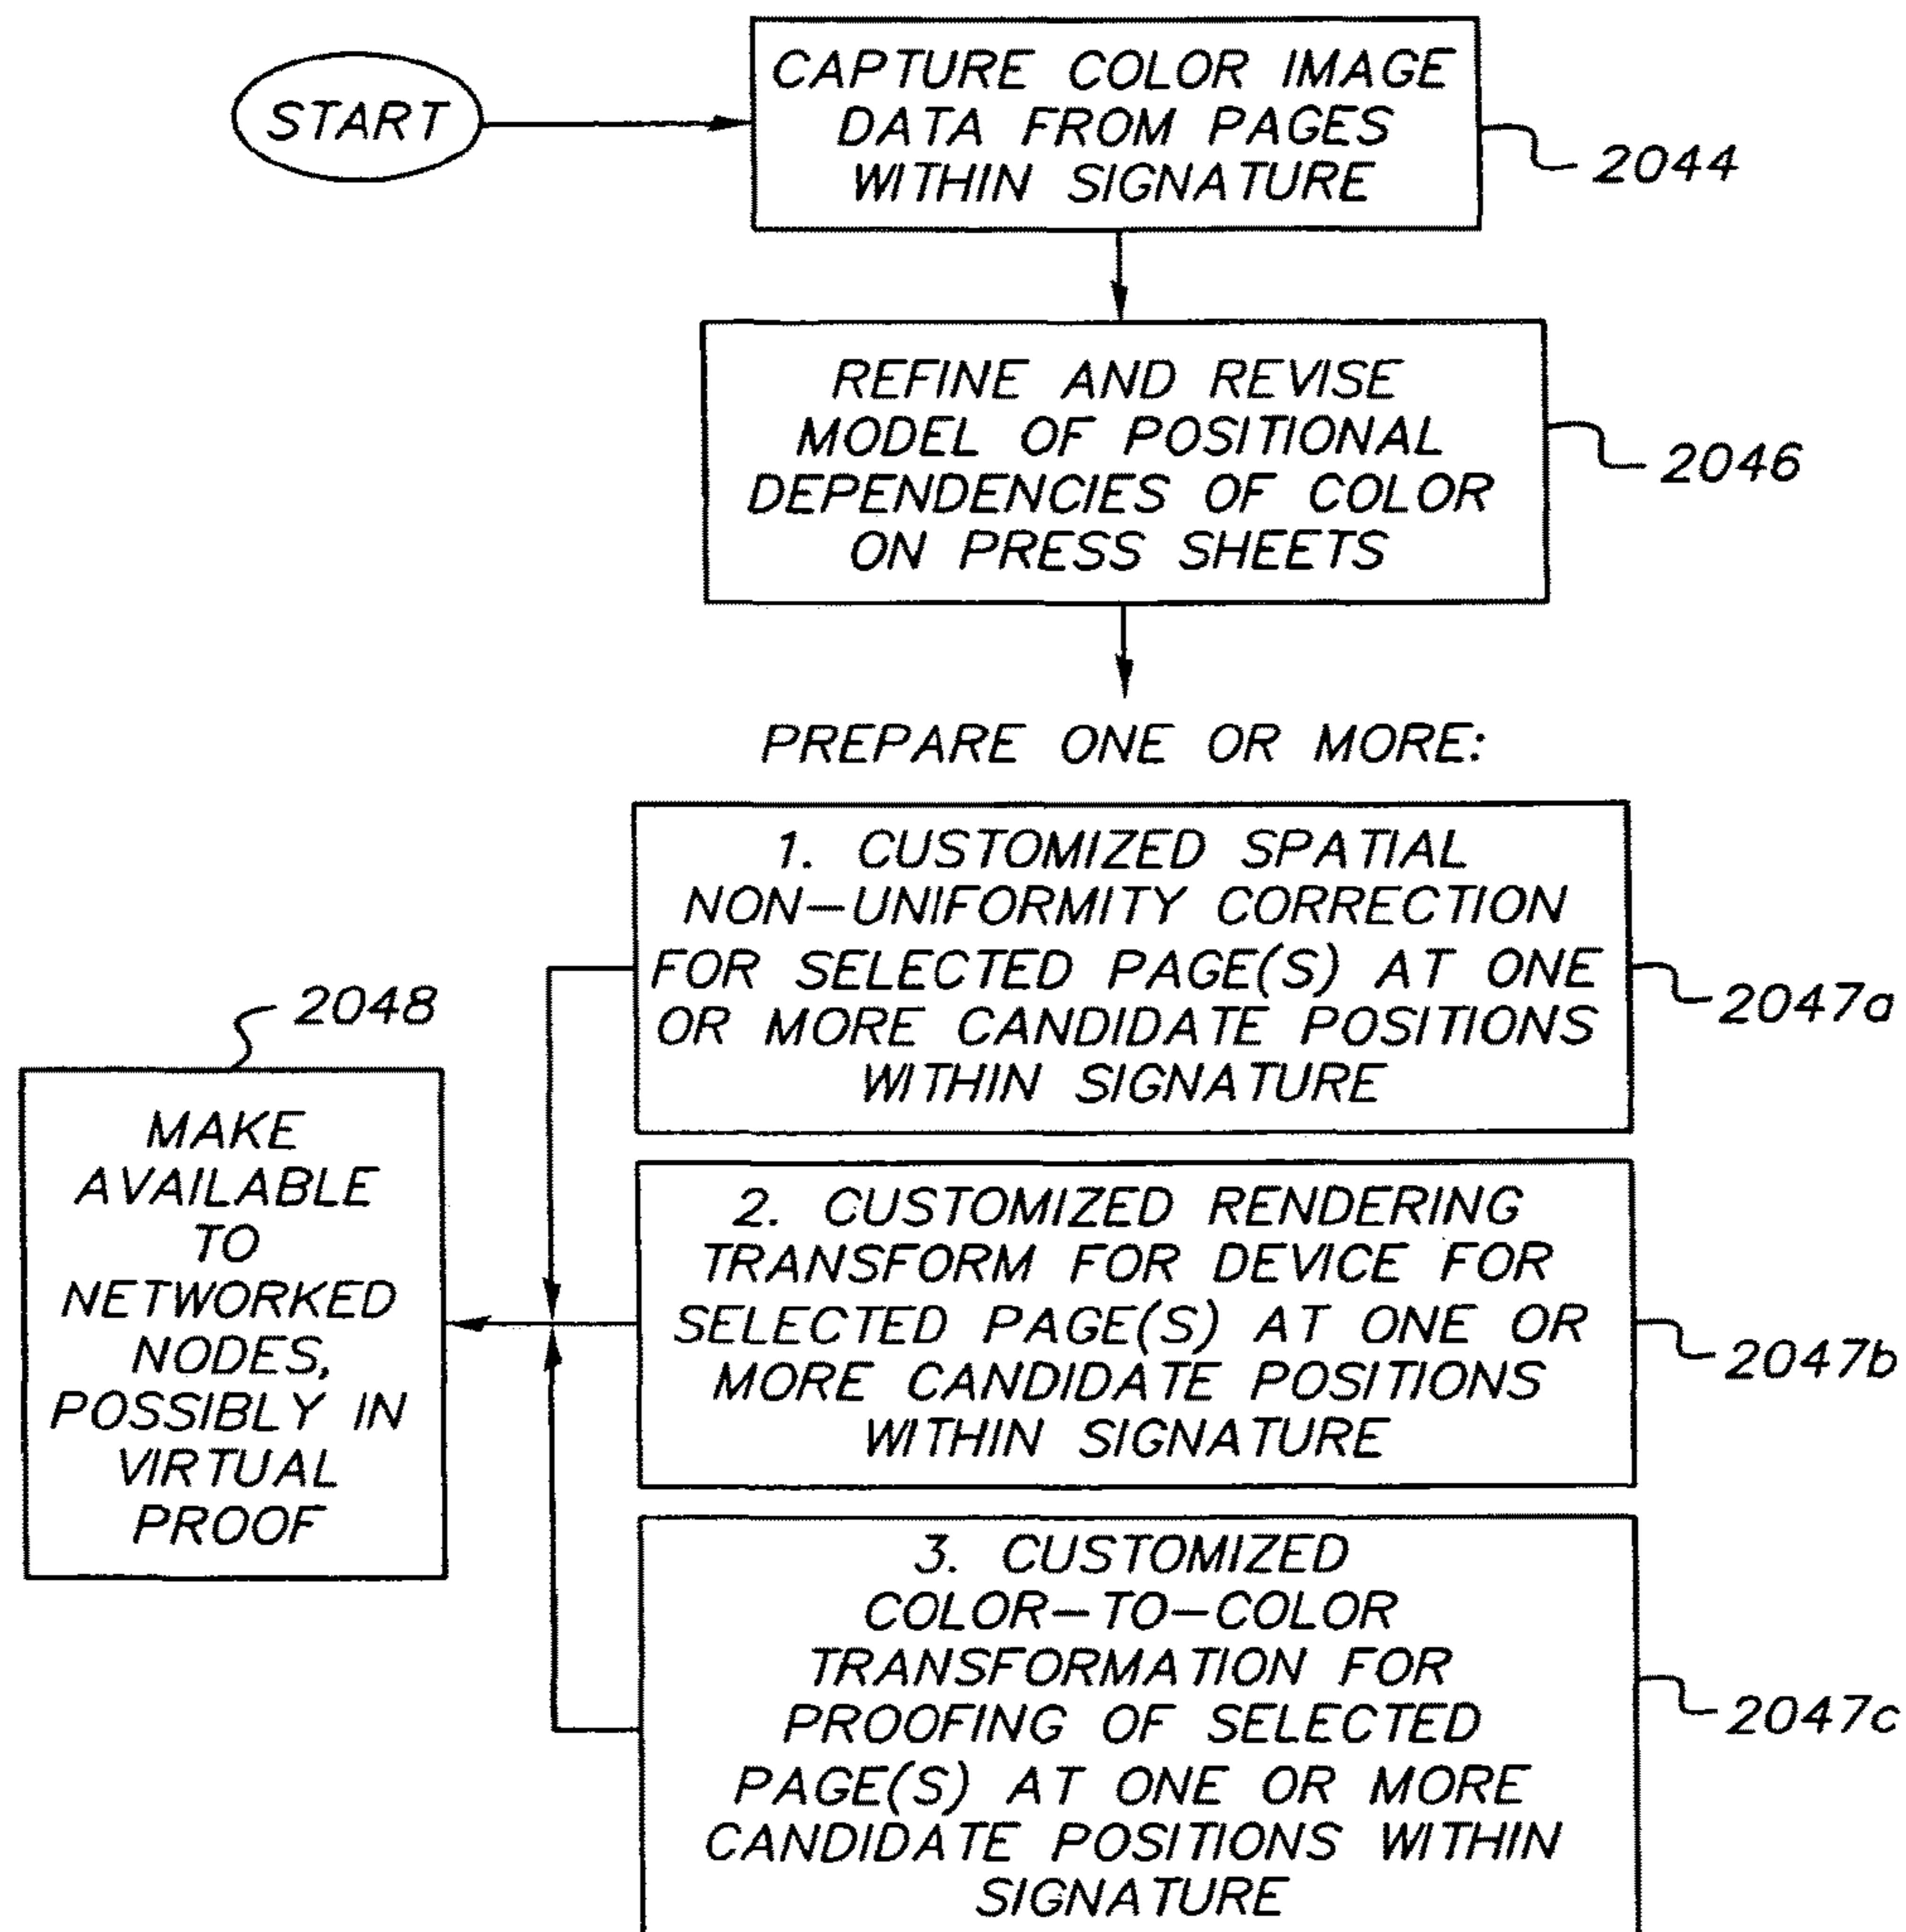 START
CAPTURE COLOR IMAGE
DATA FROM PAGES
WITHIN SIGNATURE
2044
REFINE AND REVISE
MODEL OF POSITIONAL
DEPENDENCIES OF COLOR
ON PRESS SHEETS
2046
PREPARE ONE OR MORE:
1. CUSTOMIZED SPATIAL
NON-UNIFORMITY CORRECTION
FOR SELECTED PAGE(S) AT ONE
OR MORE CANDIDATE POSITIONS
WITHIN SIGNATURE
2047a
2. CUSTOMIZED RENDERING
TRANSFORM FOR DEVICE FOR
SELECTED PAGE(S) AT ONE OR
MORE CANDIDATE POSITIONS
WITHIN SIGNATURE
2047b
3. CUSTOMIZED
COLOR-TO-COLOR
TRANSFORMATION FOR
PROOFING OF SELECTED
PAGE(S) AT ONE OR MORE
CANDIDATE POSITIONS WITHIN
SIGNATURE
2047c
2048
MAKE
AVAILABLE
TO
NETWORKED
NODES,
POSSIBLY IN
VIRTUAL
PROOF